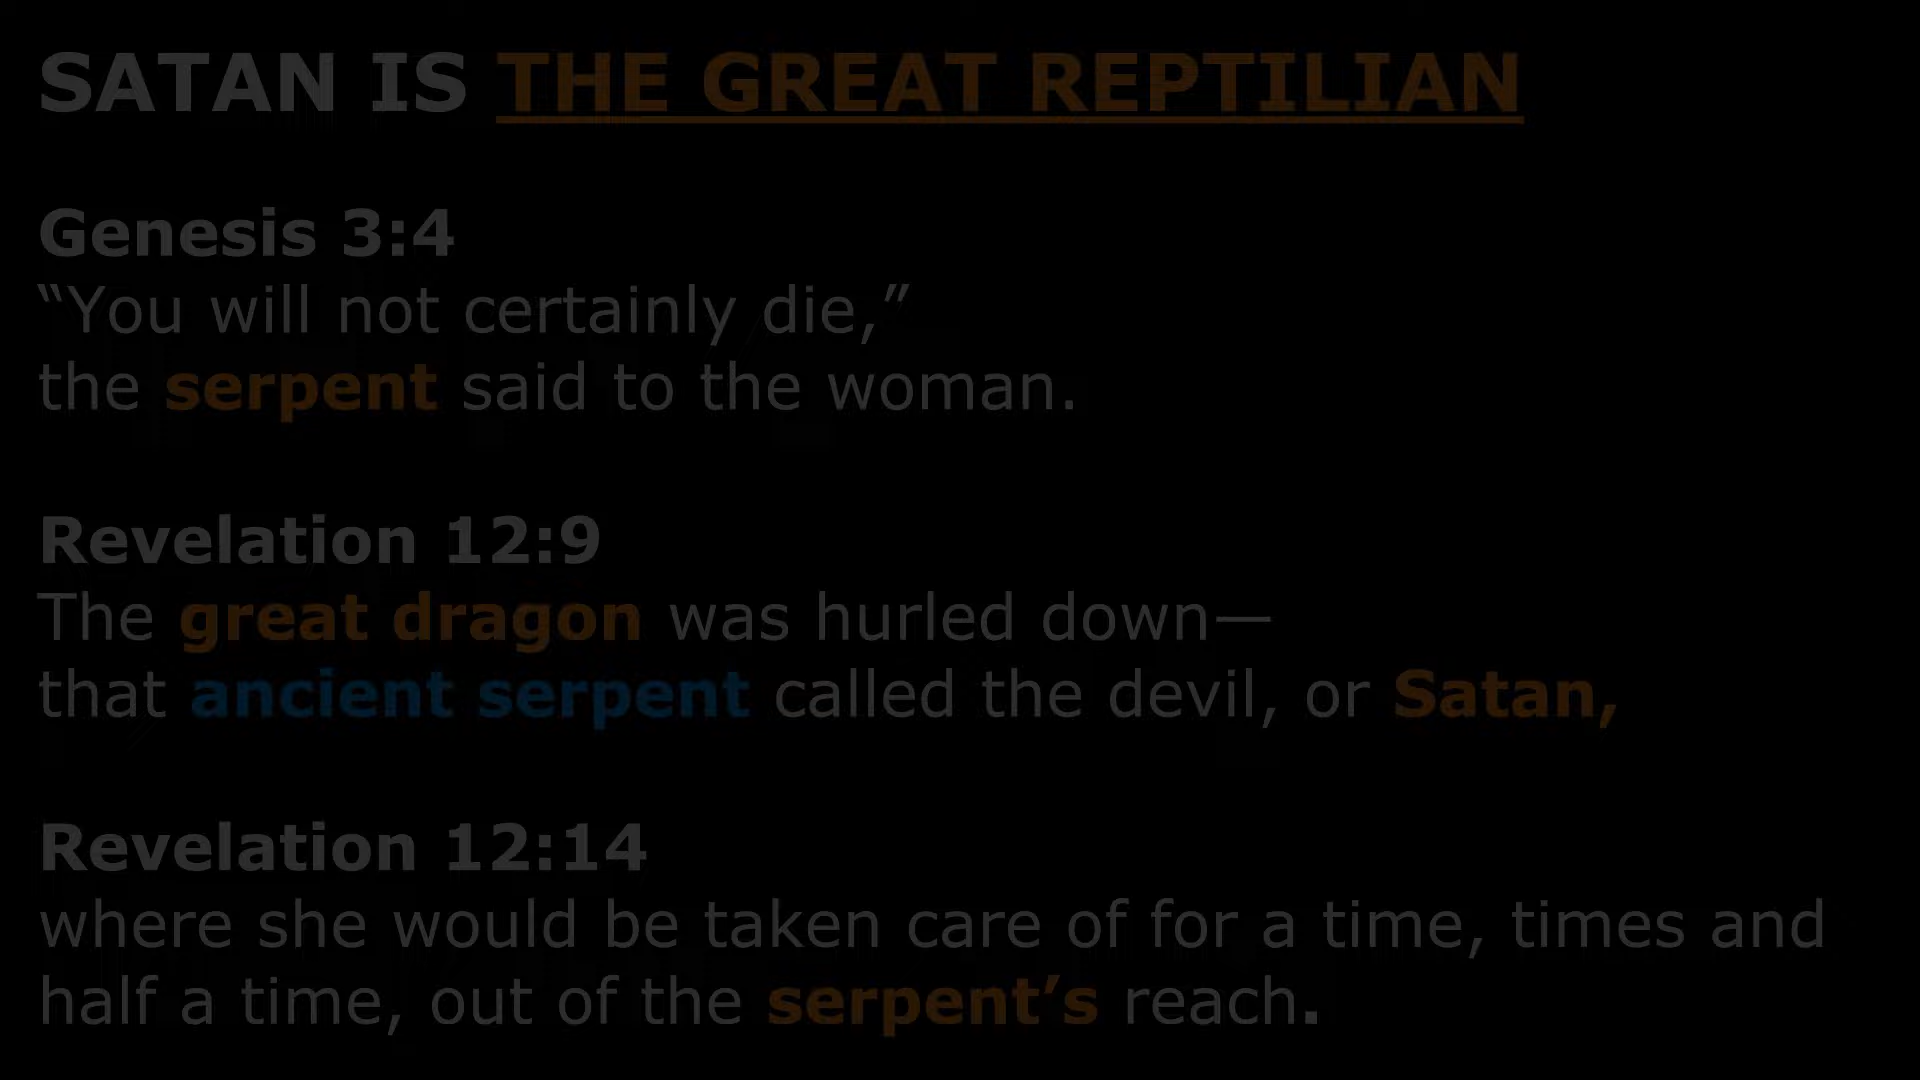 SATAN IS THE GREAT REPTILIAN
Genesis 3:4
“You will not certainly die,”
the serpent said to the woman.
Revelation 12:9
The great dragon was hurled down—
that ancient serpent called the devil, or Satan,
Revelation 12:14
where she would be taken care of for a time, times and
half a time, out of the serpent’s reach.